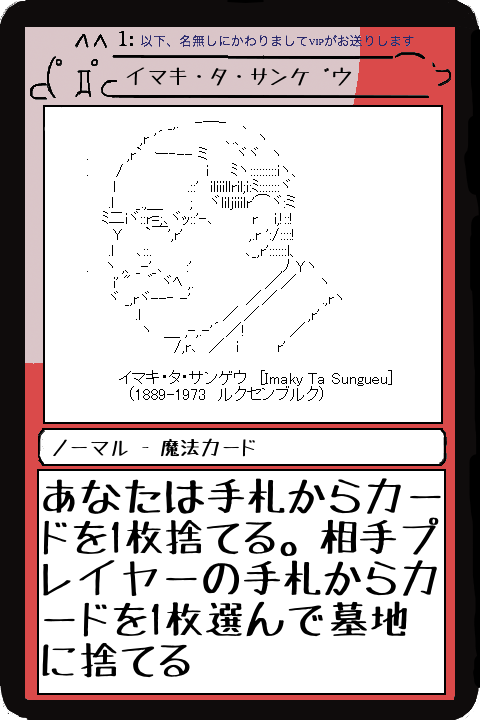 1: 以下、名無しにかわりましてVIPがお送りします
イマキ・タ・サンゲウ
イマキ・タ・サンゲウ [Imaky Ta Sungueu]
(1889-1973 ルクセンブルク)
ノーマル - 魔法カード
あなたは手札からカー
ドを1枚捨てる。相手プ
レイヤーの手札からカ
ードを1枚選んで墓地
に捨てる